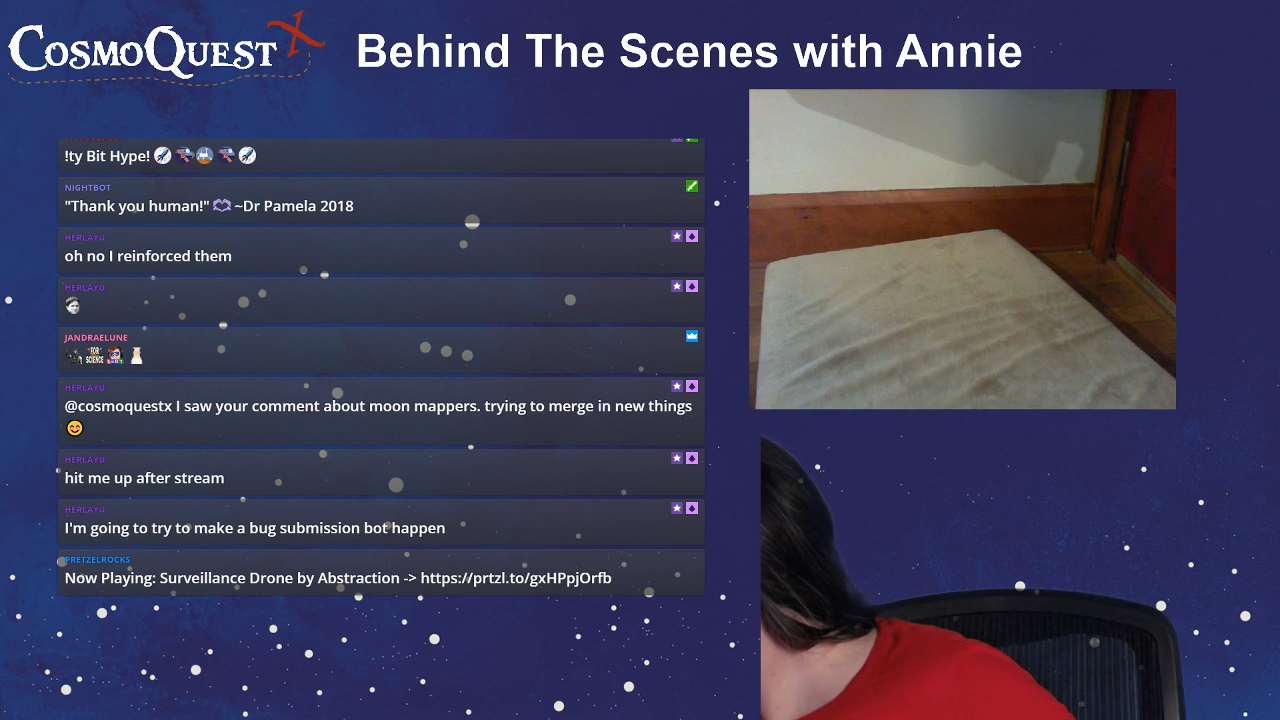 CosmoQuest X
Behind The Scenes with Annie
!ty Bit Hype!
NIGHTBOT
"Thank you human!" ~Dr Pamela 2018
HERLAYU
oh no I reinforced them
HERLAYU
JANDRAELUNE
FOR SCIENCE
HERLAYU
@cosmoquestx I saw your comment about moon mappers. trying to merge in new things
HERLAYU
hit me up after stream
HERLAYU
I'm going to try to make a bug submission bot happen
PRETZELROCKS
Now Playing: Surveillance Drone by Abstraction -> https://prtzl.to/gxHPpjOrfb